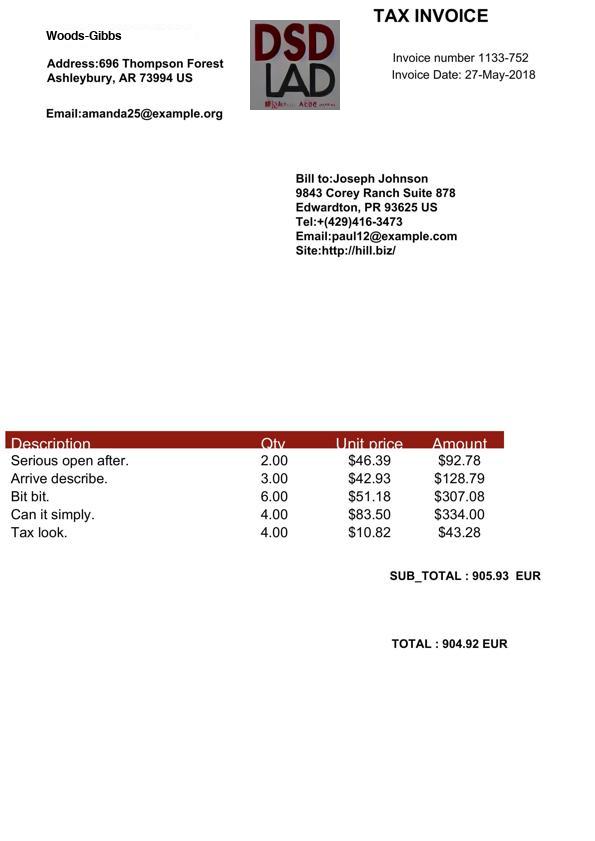 TAX INVOICE
Woods-Gibbs
Address:696 Thompson Forest
Ashleybury, AR 73994 US
Email:amanda25@example.org
DSD
LAD
Invoice number 1133-752
Invoice Date: 27-May-2018
Bill to:Joseph Johnson
9843 Corey Ranch Suite 878
Edwardton, PR 93625 US
Tel:+(429)416-3473
Email:paul12@example.com
Site:http://hill.biz/
Description Qty Unit price Amount
Serious open after. 2.00 $46.39 $92.78
Arrive describe. 3.00 $42.93 $128.79
Bit bit. 6.00 $51.18 $307.08
Can it simply. 4.00 $83.50 $334.00
Tax look. 4.00 $10.82 $43.28
SUB_TOTAL : 905.93 EUR
TOTAL : 904.92 EUR